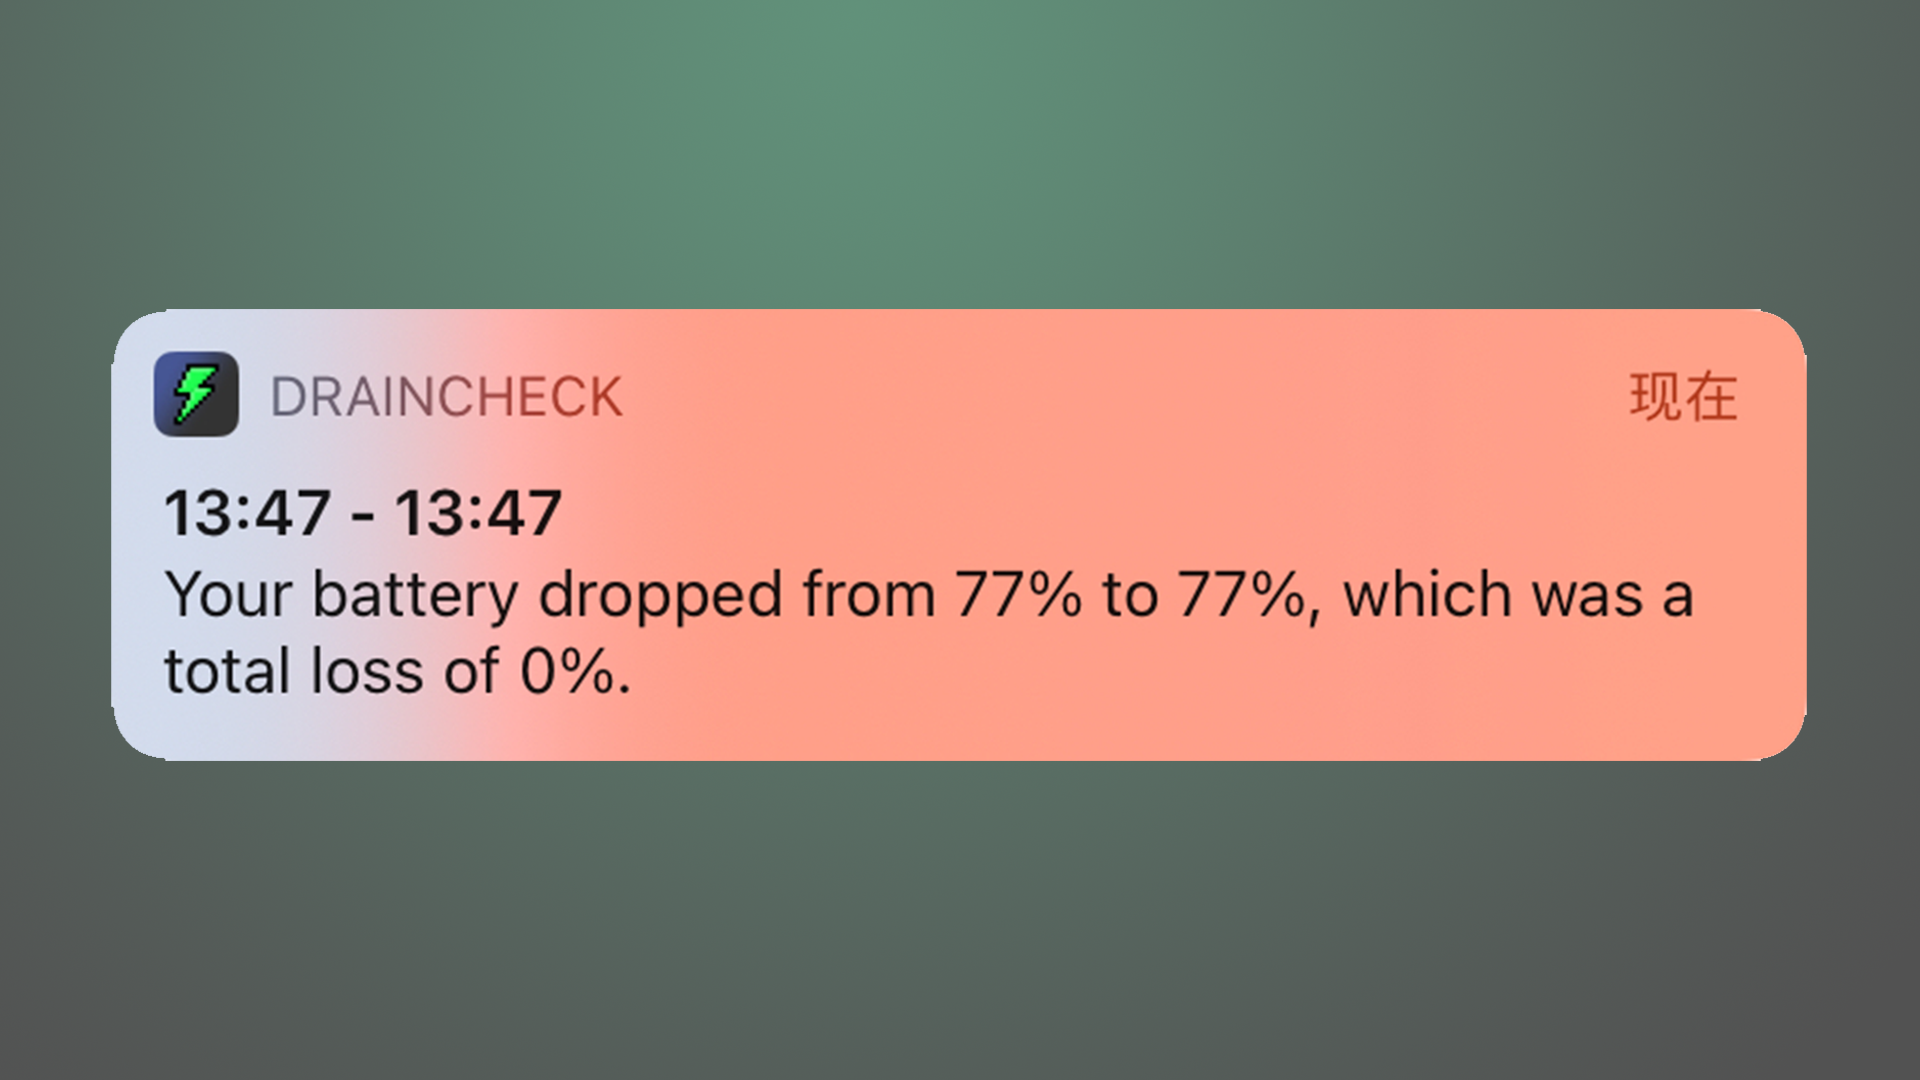 DRAINCHECK 现在
13:47 - 13:47
Your battery dropped from 77% to 77%, which was a
total loss of 0%.